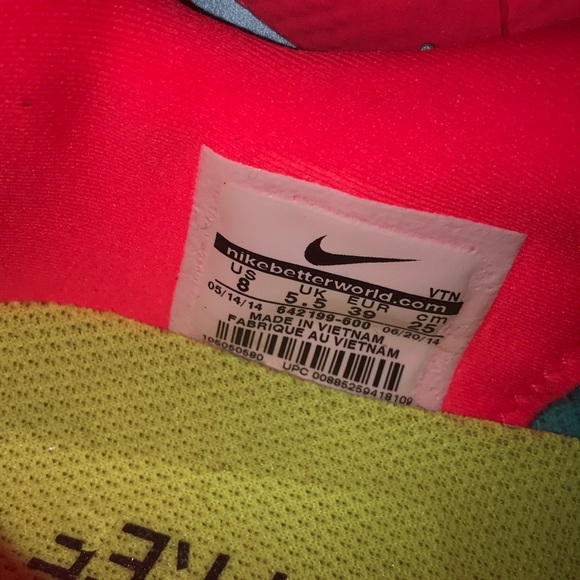 VTN
nikebetterworld.com
US UK EUR cm
8 5.5 39 25
05/14/14 642199-600 06/20/14
MADE IN VIETNAM
FABRIQUE AU VIETNAM
UPC 00885259418109